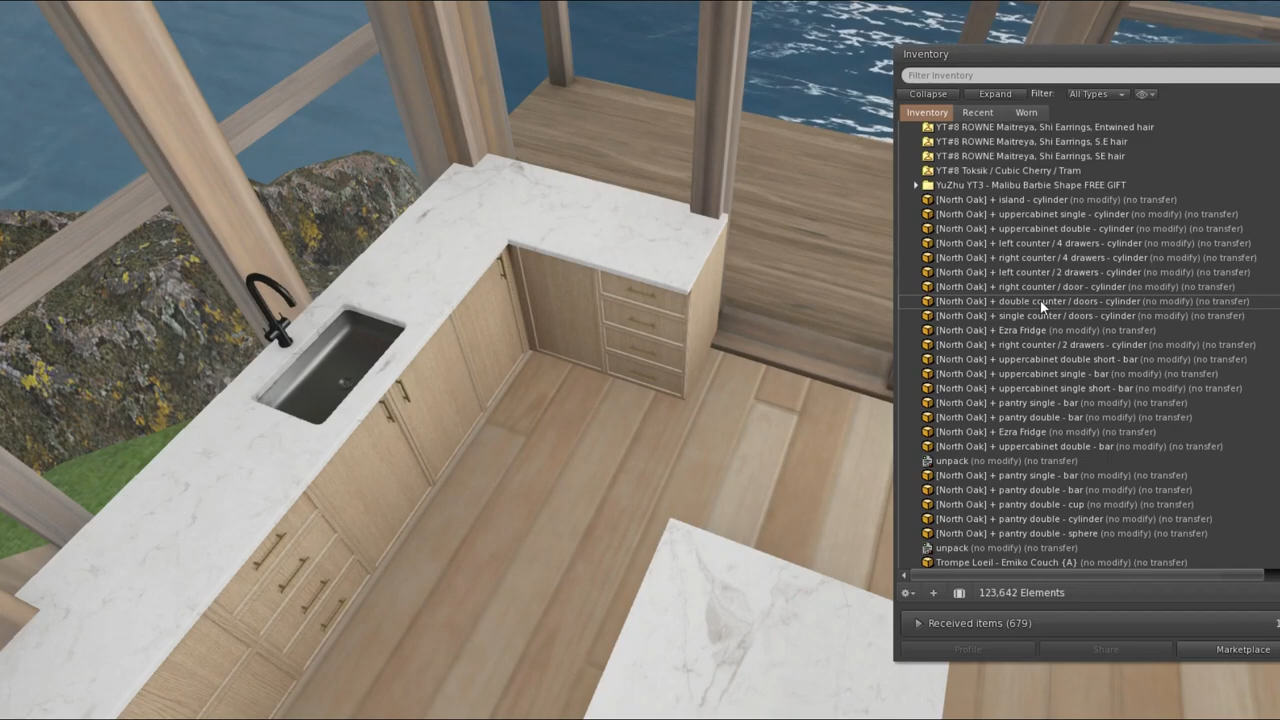 Inventory
Filter Inventory
Collapse Expand Filter: All Types
Inventory Recent Worn
YT#8 ROWNE Maitreya, Shi Earrings, Entwined hair
YT#8 ROWNE Maitreya, Shi Earrings, S.E hair
YT#8 ROWNE Maitreya, Shi Earrings, SE hair
YT#8 Toksik / Cubic Cherry / Tram
YuZhu YT3 - Malibu Barbie Shape FREE GIFT
[North Oak] + island - cylinder (no modify) (no transfer)
[North Oak] + uppercabinet single - cylinder (no modify) (no transfer)
[North Oak] + uppercabinet double - cylinder (no modify) (no transfer)
[North Oak] + left counter / 4 drawers - cylinder (no modify) (no transfer)
[North Oak] + right counter / 4 drawers - cylinder (no modify) (no transfer)
[North Oak] + left counter / 2 drawers - cylinder (no modify) (no transfer)
[North Oak] + right counter / door - cylinder (no modify) (no transfer)
[North Oak] + double counter / doors - cylinder (no modify) (no transfer)
[North Oak] + single counter / doors - cylinder (no modify) (no transfer)
[North Oak] + Ezra Fridge (no modify) (no transfer)
[North Oak] + right counter / 2 drawers - cylinder (no modify) (no transfer)
[North Oak] + uppercabinet double short - bar (no modify) (no transfer)
[North Oak] + uppercabinet single - bar (no modify) (no transfer)
[North Oak] + uppercabinet single short - bar (no modify) (no transfer)
[North Oak] + pantry single - bar (no modify) (no transfer)
[North Oak] + pantry double - bar (no modify) (no transfer)
[North Oak] + Ezra Fridge (no modify) (no transfer)
[North Oak] + uppercabinet double - bar (no modify) (no transfer)
unpack (no modify) (no transfer)
[North Oak] + pantry single - bar (no modify) (no transfer)
[North Oak] + pantry double - bar (no modify) (no transfer)
[North Oak] + pantry double - cup (no modify) (no transfer)
[North Oak] + pantry double - cylinder (no modify) (no transfer)
[North Oak] + pantry double - sphere (no modify) (no transfer)
unpack (no modify) (no transfer)
Trompe Loeil - Emiko Couch {A} (no modify) (no transfer)
123,642 Elements
Received items (679)
Profile Share Marketplace